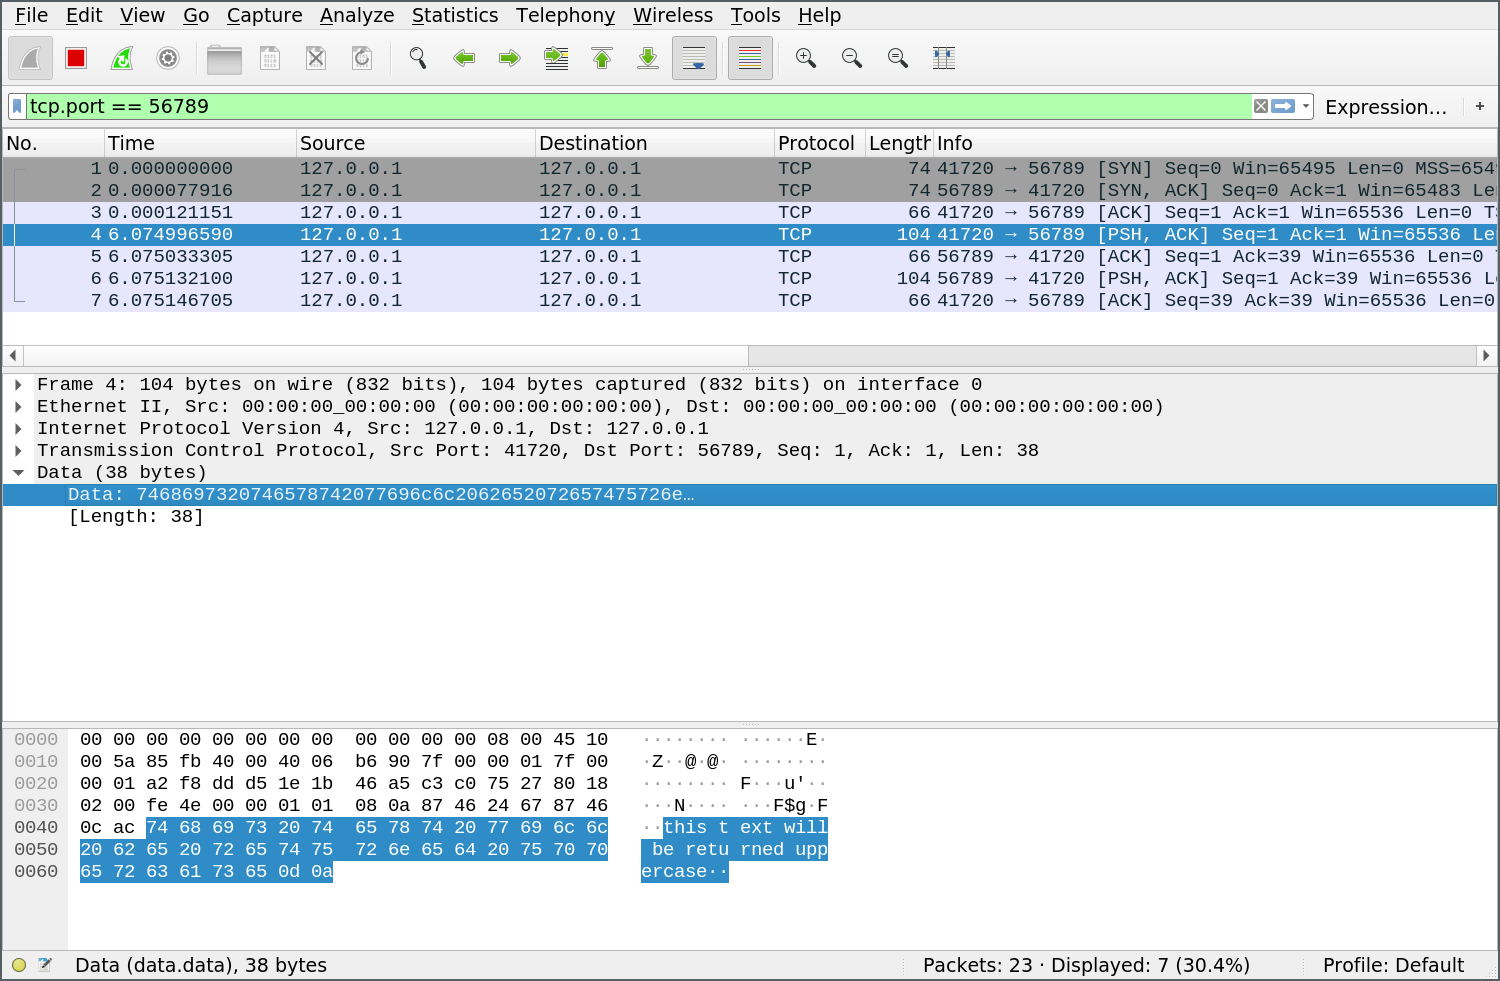 File Edit View Go Capture Analyze Statistics Telephony Wireless Tools Help
tcp.port == 56789 Expression… +
No. Time Source Destination Protocol Length Info
1 0.000000000 127.0.0.1 127.0.0.1 TCP 74 41720 → 56789 [SYN] Seq=0 Win=65495 Len=0 MSS=6549
2 0.000077916 127.0.0.1 127.0.0.1 TCP 74 56789 → 41720 [SYN, ACK] Seq=0 Ack=1 Win=65483 Le
3 0.000121151 127.0.0.1 127.0.0.1 TCP 66 41720 → 56789 [ACK] Seq=1 Ack=1 Win=65536 Len=0 TS
4 6.074996590 127.0.0.1 127.0.0.1 TCP 104 41720 → 56789 [PSH, ACK] Seq=1 Ack=1 Win=65536 Le
5 6.075033305 127.0.0.1 127.0.0.1 TCP 66 56789 → 41720 [ACK] Seq=1 Ack=39 Win=65536 Len=0
6 6.075132100 127.0.0.1 127.0.0.1 TCP 104 56789 → 41720 [PSH, ACK] Seq=1 Ack=39 Win=65536 L
7 6.075146705 127.0.0.1 127.0.0.1 TCP 66 41720 → 56789 [ACK] Seq=39 Ack=39 Win=65536 Len=0
Frame 4: 104 bytes on wire (832 bits), 104 bytes captured (832 bits) on interface 0
Ethernet II, Src: 00:00:00_00:00:00 (00:00:00:00:00:00), Dst: 00:00:00_00:00:00 (00:00:00:00:00:00)
Internet Protocol Version 4, Src: 127.0.0.1, Dst: 127.0.0.1
Transmission Control Protocol, Src Port: 41720, Dst Port: 56789, Seq: 1, Ack: 1, Len: 38
Data (38 bytes)
Data: 7468697320746578742077696c6c2062652072657475726e…
[Length: 38]
0000 00 00 00 00 00 00 00 00 00 00 00 00 08 00 45 10 ········ ······E·
0010 00 5a 85 fb 40 00 40 06 b6 90 7f 00 00 01 7f 00 ·Z··@·@· ········
0020 00 01 a2 f8 dd d5 1e 1b 46 a5 c3 c0 75 27 80 18 ········ F···u'··
0030 02 00 fe 4e 00 00 01 01 08 0a 87 46 24 67 87 46 ···N···· ···F$g·F
0040 0c ac 74 68 69 73 20 74 65 78 74 20 77 69 6c 6c ··this t ext will
0050 20 62 65 20 72 65 74 75 72 6e 65 64 20 75 70 70 be retu rned upp
0060 65 72 63 61 73 65 0d 0a ercase··
Data (data.data), 38 bytes Packets: 23 · Displayed: 7 (30.4%) Profile: Default